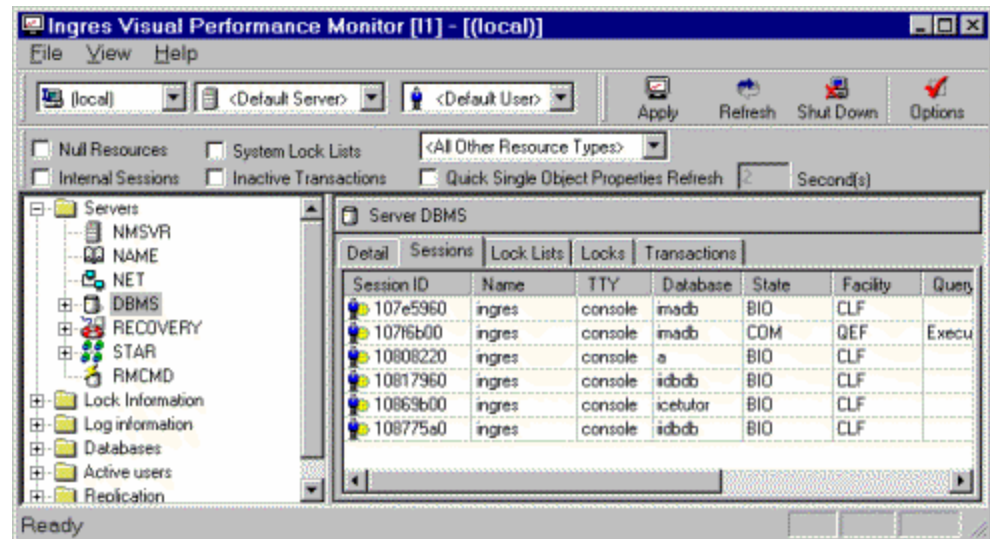 Ingres Visual Performance Monitor [I1] - [(local)]
File View Help
(local) <Default Server> <Default User> Apply Refresh Shut Down Options
Null Resources System Lock Lists <All Other Resource Types>
Internal Sessions Inactive Transactions Quick Single Object Properties Refresh 2 Second(s)
Servers
NMSVR
NAME
NET
DBMS
RECOVERY
STAR
RMCMD
Lock Information
Log information
Databases
Active users
Replication
Server DBMS
Detail Sessions Lock Lists Locks Transactions
Session ID Name TTY Database State Facility Query
107e5960 ingres console imadb BIO CLF
107f6b00 ingres console imadb COM QEF Execu
10808220 ingres console a BIO CLF
10817960 ingres console iidbdb BIO CLF
10869b00 ingres console icetutor BIO CLF
108775a0 ingres console iidbdb BIO CLF
Ready